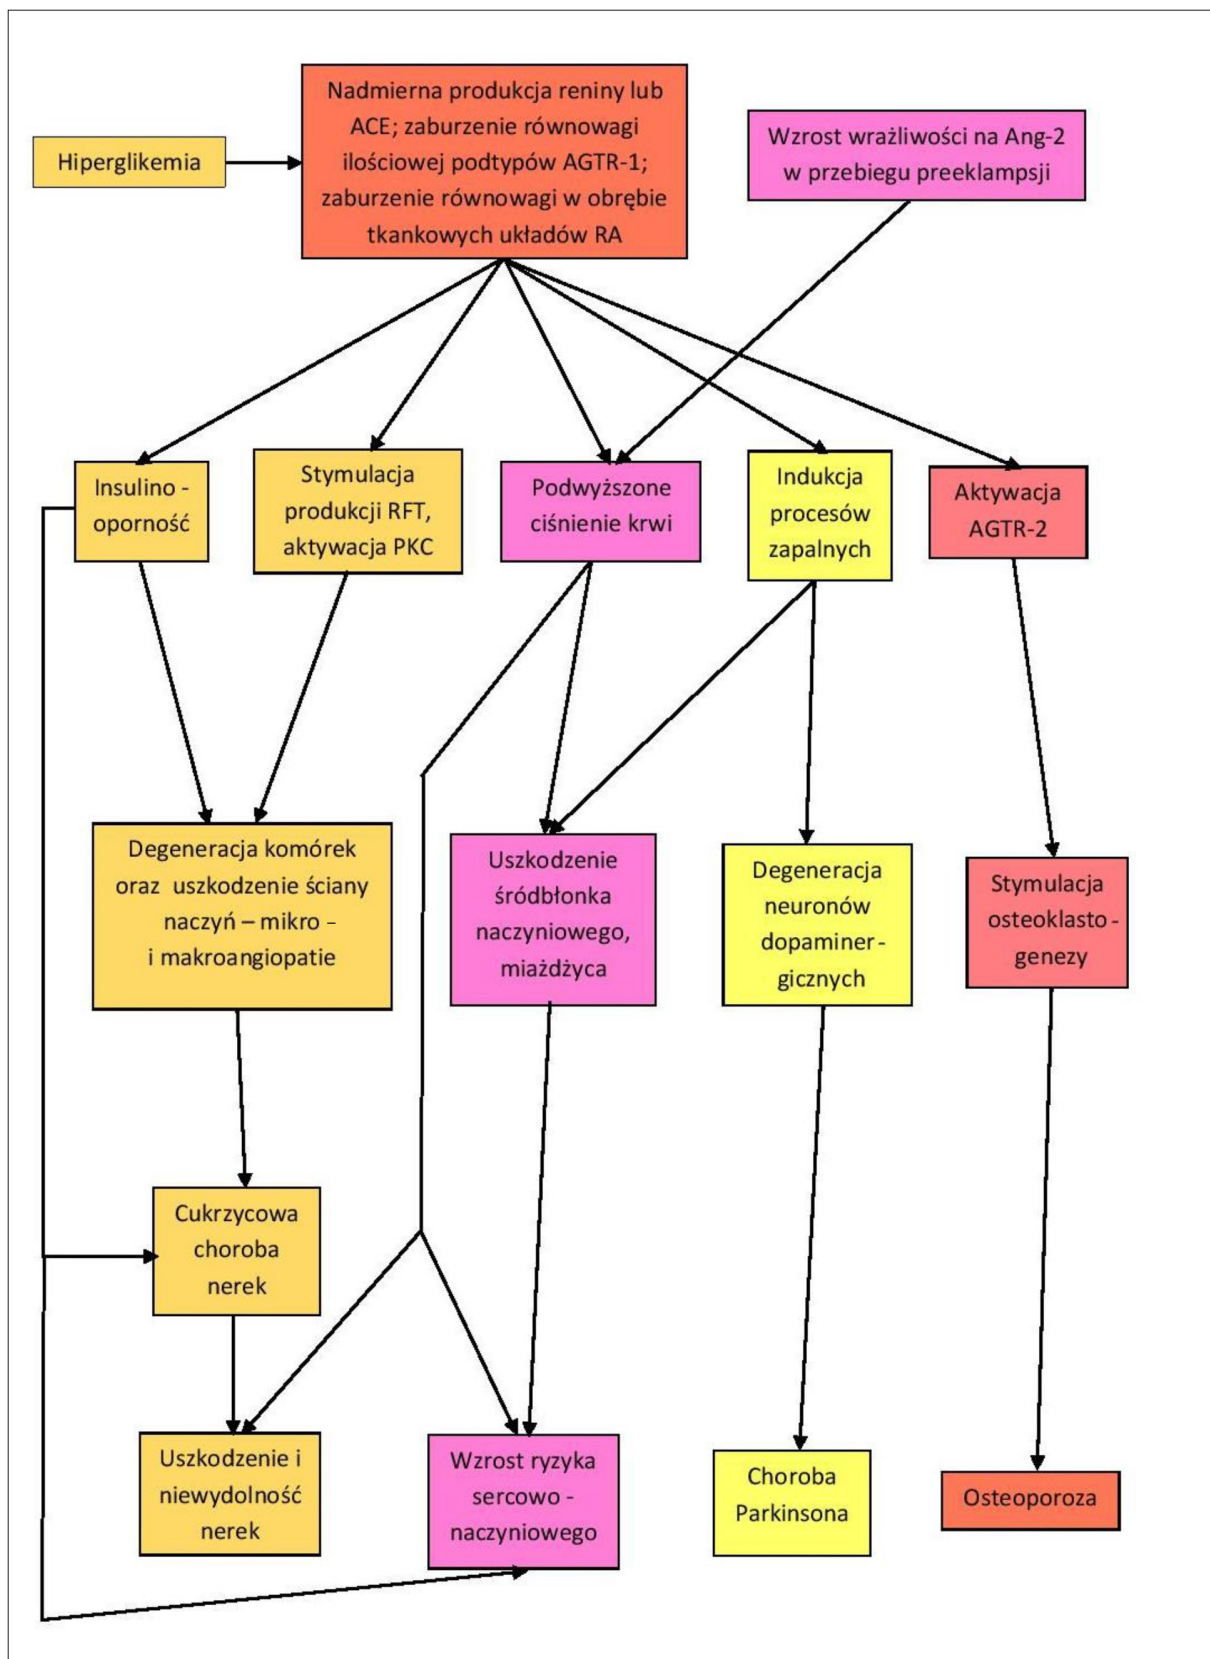 Nadmierna produkcja reniny lub
ACE; zaburzenie równowagi
ilościowej podtypów AGTR-1;
zaburzenie równowagi w obrębie
tkankowych układów RA
Hiperglikemia
Wzrost wrażliwości na Ang-2
w przebiegu preeklampsji
Insulino -
oporność
Stymulacja
produkcji RFT,
aktywacja PKC
Podwyższone
ciśnienie krwi
Indukcja
procesów
zapalnych
Aktywacja
AGTR-2
Degeneracja komórek
oraz uszkodzenie ściany
naczyń – mikro –
i makroangiopatie
Uszkodzenie
śródbłonka
naczyniowego,
miażdżyca
Degeneracja
neuronów
dopaminer -
gicznych
Stymulacja
osteoklasto -
genezy
Cukrzycowa
choroba
nerek
Uszkodzenie i
niewydolność
nerek
Wzrost ryzyka
sercowo -
naczyniowego
Choroba
Parkinsona
Osteoporoza